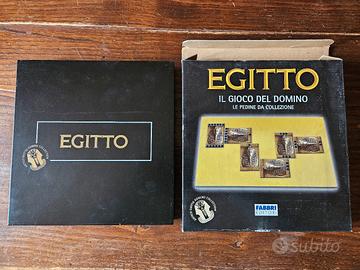 EGITTO
EGITTO
IL GIOCO DEL DOMINO
LE PEDINE DA COLLEZIONE
FABBRI
EDITORI
subito